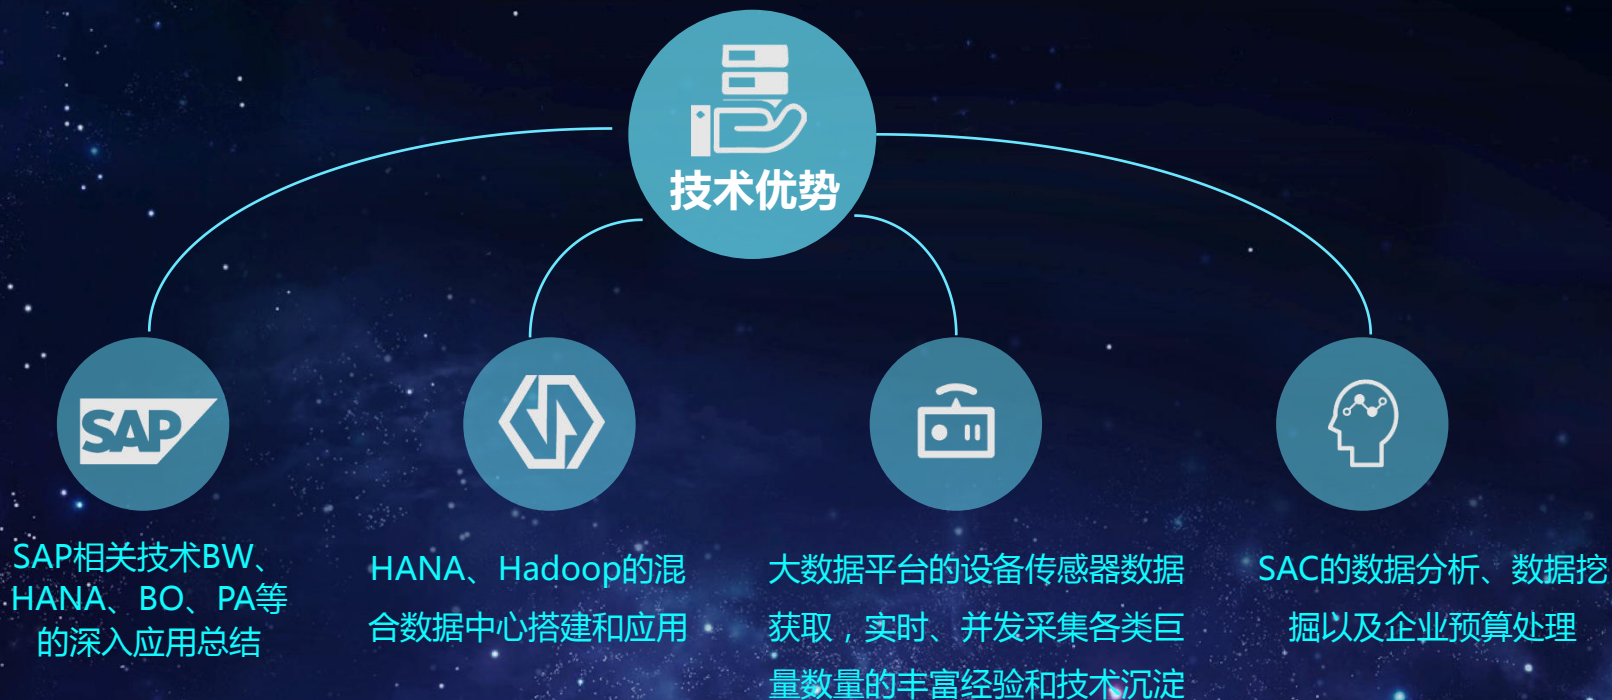 技术优势
SAP
SAP相关技术BW、
HANA、BO、PA等
的深入应用总结
HANA、Hadoop的混
合数据中心搭建和应用
大数据平台的设备传感器数据
获取，实时、并发采集各类巨
量数量的丰富经验和技术沉淀
SAC的数据分析、数据挖
掘以及企业预算处理